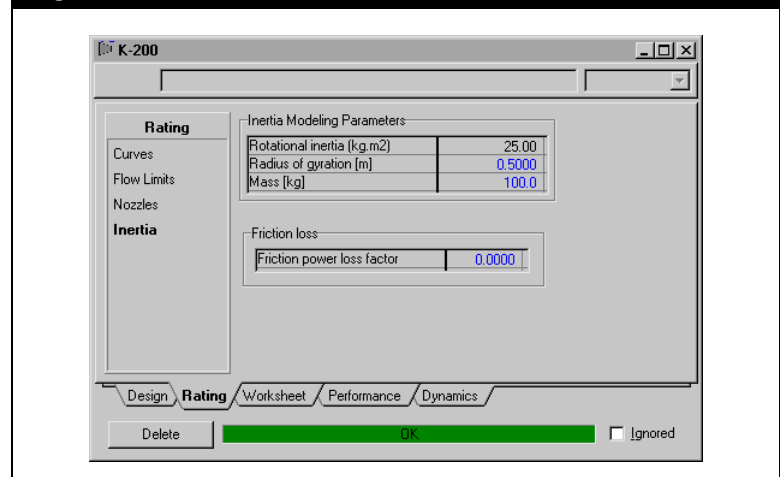 K-200
Rating
Curves
Flow Limits
Nozzles
Inertia
Inertia Modeling Parameters
Rotational inertia (kg.m2) 25.00
Radius of gyration [m] 0.5000
Mass [kg] 100.0
Friction loss
Friction power loss factor 0.0000
Design Rating Worksheet Performance Dynamics
Delete OK Ignored